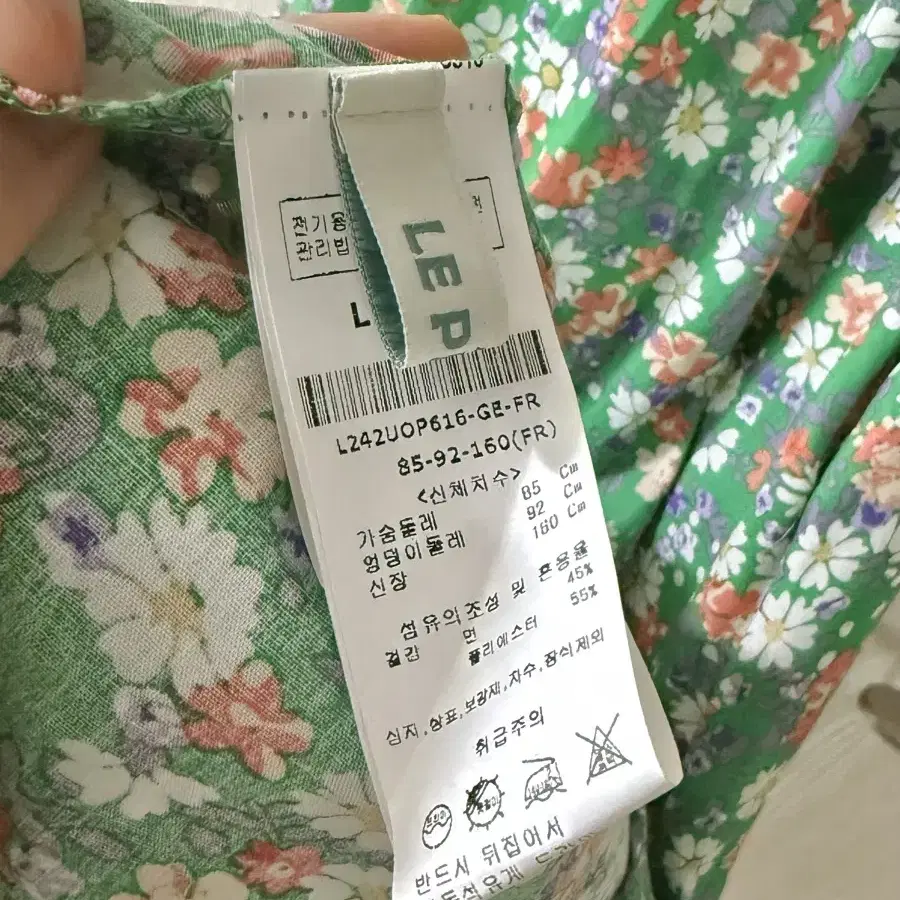 전기용
관리법
전
L
LE P
L242UOP616-GE-FR
85-92-160(FR)
<신체치수>
가슴둘레 85 Cm
엉덩이둘레 92 Cm
신장 160 Cm
섬유의조성 및 혼용율
겉감 면 45%
폴리에스터 55%
심지,상표,보강재,자수,장식제외
취급주의
반드시 뒤집어서